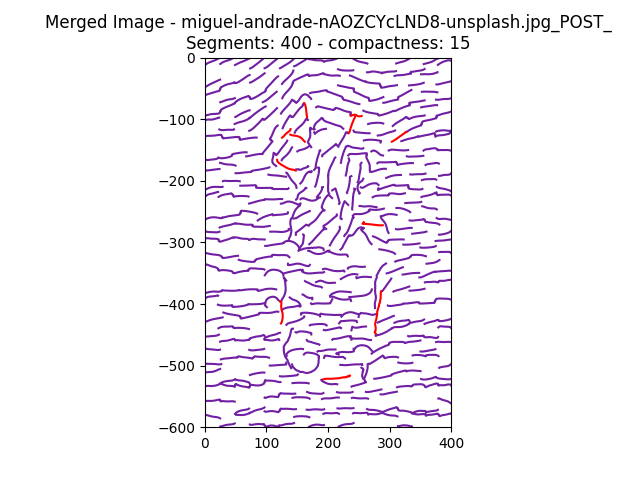 Merged Image - miguel-andrade-nAOZCYcLND8-unsplash.jpg_POST_
Segments: 400 - compactness: 15
0
−100
−200
−300
−400
−500
−600
0 100 200 300 400